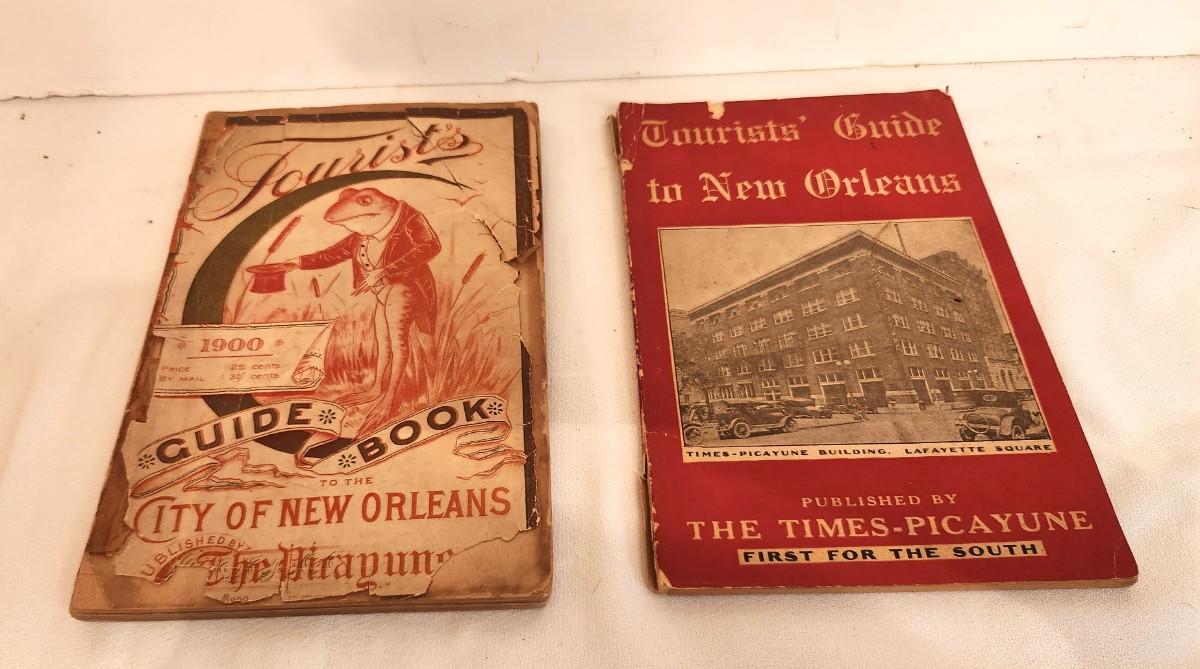 Tourist's
* 1900 *
PRICE 25 cents
BY MAIL 30 cents
GUIDE BOOK
TO THE
CITY OF NEW ORLEANS
PUBLISHED BY
The Picayune
Tourists' Guide
to New Orleans
TIMES-PICAYUNE BUILDING. LAFAYETTE SQUARE
PUBLISHED BY
THE TIMES-PICAYUNE
FIRST FOR THE SOUTH